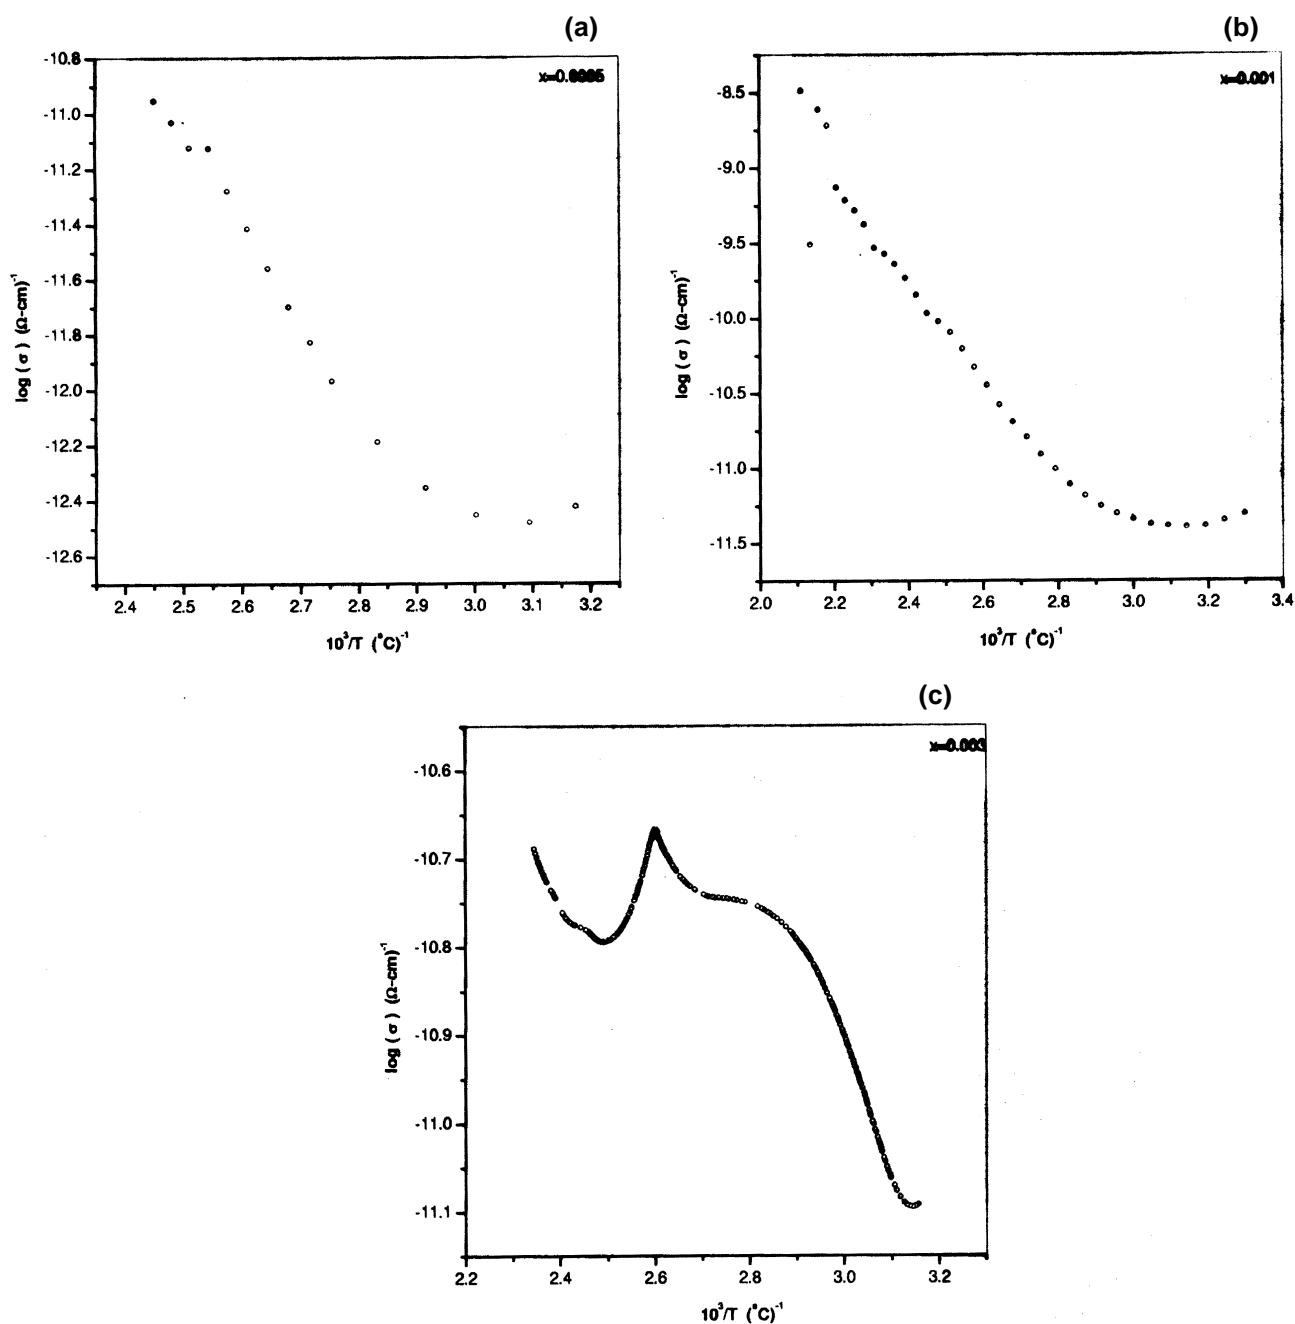 (a)
-10.8
-11.0
-11.2
-11.4
-11.6
-11.8
-12.0
-12.2
-12.4
-12.6
2.4 2.5 2.6 2.7 2.8 2.9 3.0 3.1 3.2
log ( σ ) (Ω-cm)⁻¹
10³/T (°C)⁻¹
(b)
x=0.001
-8.5
-9.0
-9.5
-10.0
-10.5
-11.0
-11.5
2.0 2.2 2.4 2.6 2.8 3.0 3.2 3.4
log ( σ ) (Ω-cm)⁻¹
10³/T (°C)⁻¹
(c)
x=0.003
-10.6
-10.7
-10.8
-10.9
-11.0
-11.1
2.2 2.4 2.6 2.8 3.0 3.2
log ( σ ) (Ω-cm)⁻¹
10³/T (°C)⁻¹